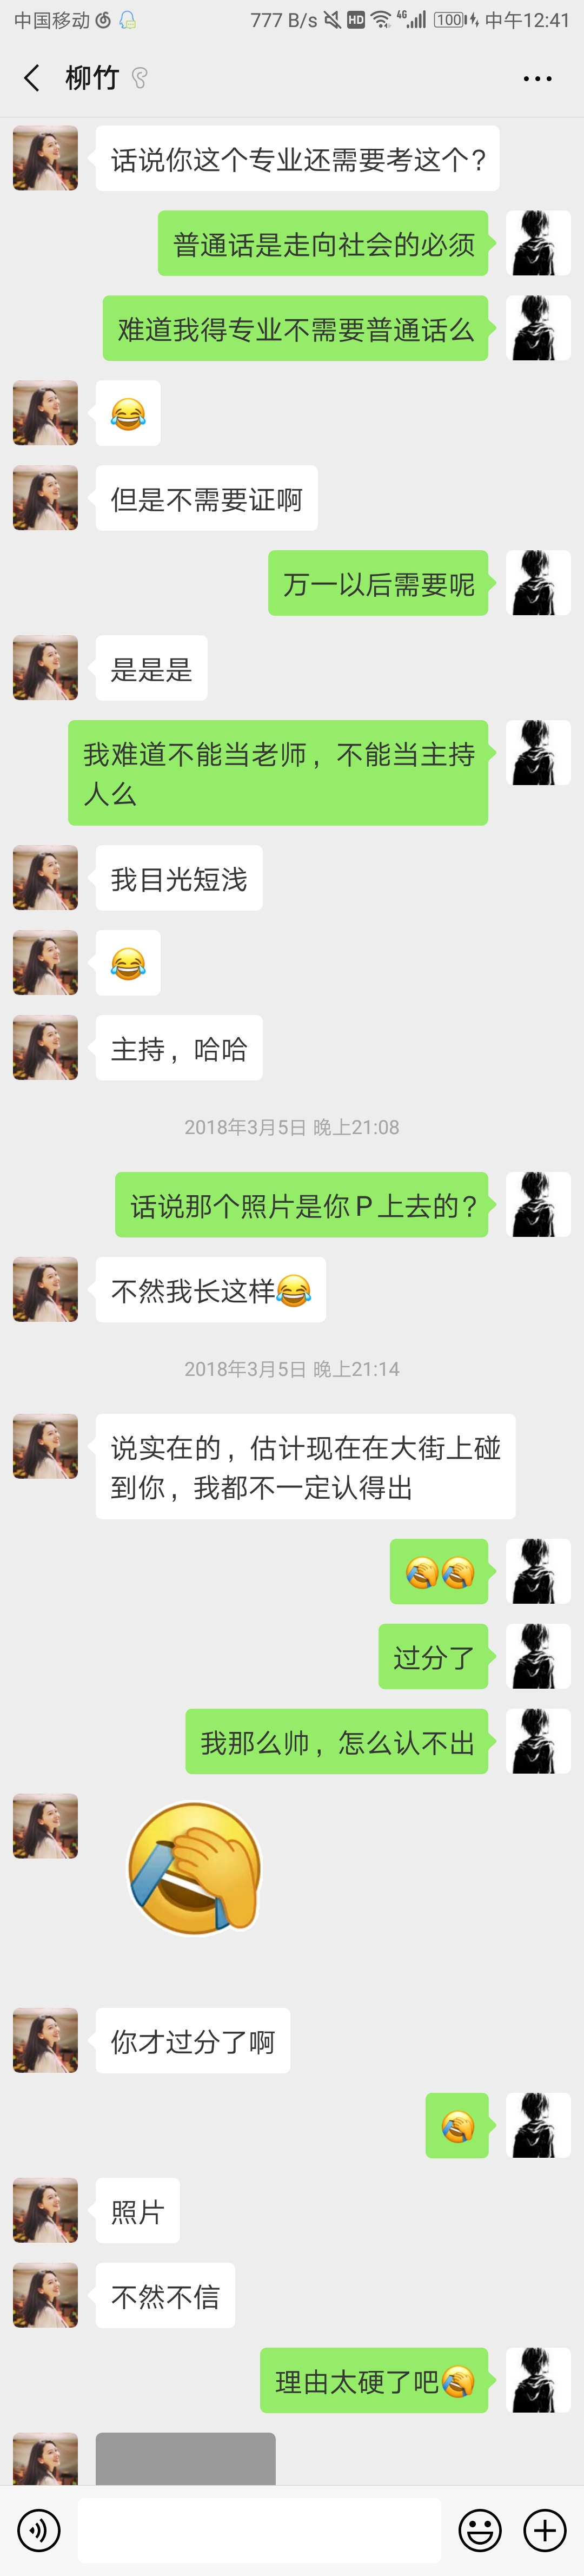 中国移动 777 B/s HD 4G 100 中午12:41
柳竹
话说你这个专业还需要考这个?
普通话是走向社会的必须
难道我得专业不需要普通话么
😂
但是不需要证啊
万一以后需要呢
是是是
我难道不能当老师，不能当主持
人么
我目光短浅
😂
主持，哈哈
2018年3月5日 晚上21:08
话说那个照片是你P上去的?
不然我长这样😂
2018年3月5日 晚上21:14
说实在的，估计现在在大街上碰
到你，我都不一定认得出
过分了
我那么帅，怎么认不出
你才过分了啊
照片
不然不信
理由太硬了吧